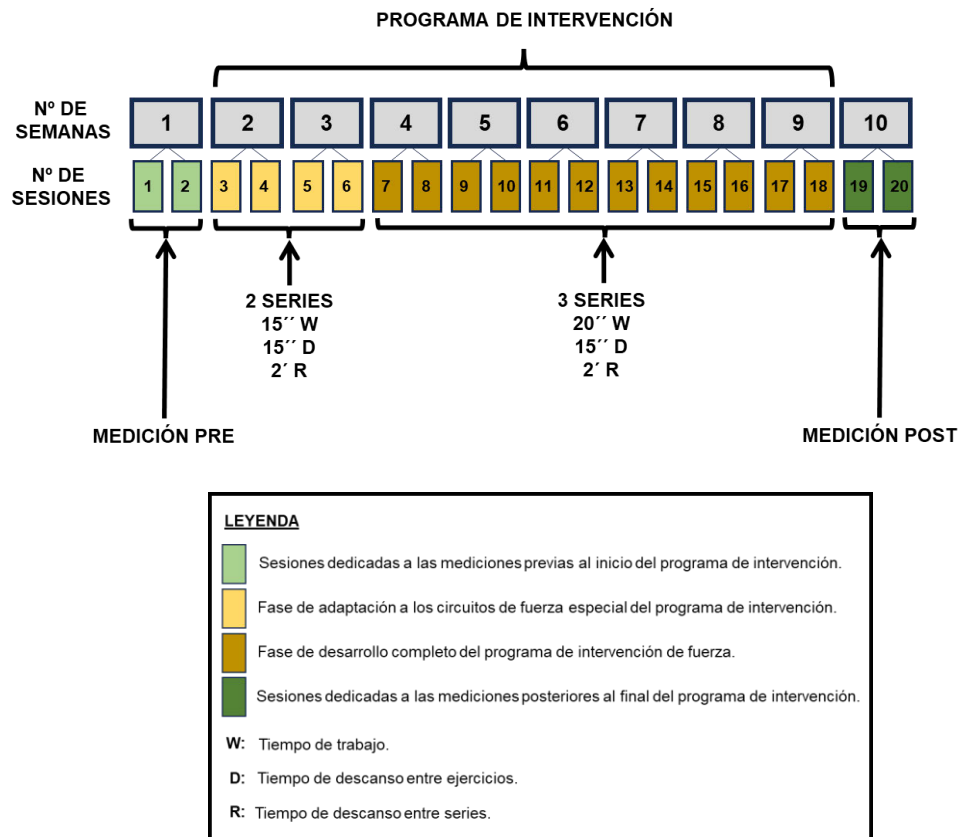 PROGRAMA DE INTERVENCIÓN
Nº DE
SEMANAS
1 2 3 4 5 6 7 8 9 10
Nº DE
SESIONES
1 2 3 4 5 6 7 8 9 10 11 12 13 14 15 16 17 18 19 20
2 SERIES
15´´ W
15´´ D
2´ R
3 SERIES
20´´ W
15´´ D
2´ R
MEDICIÓN PRE
MEDICIÓN POST
LEYENDA
Sesiones dedicadas a las mediciones previas al inicio del programa de intervención.
Fase de adaptación a los circuitos de fuerza especial del programa de intervención.
Fase de desarrollo completo del programa de intervención de fuerza.
Sesiones dedicadas a las mediciones posteriores al final del programa de intervención.
W: Tiempo de trabajo.
D: Tiempo de descanso entre ejercicios.
R: Tiempo de descanso entre series.